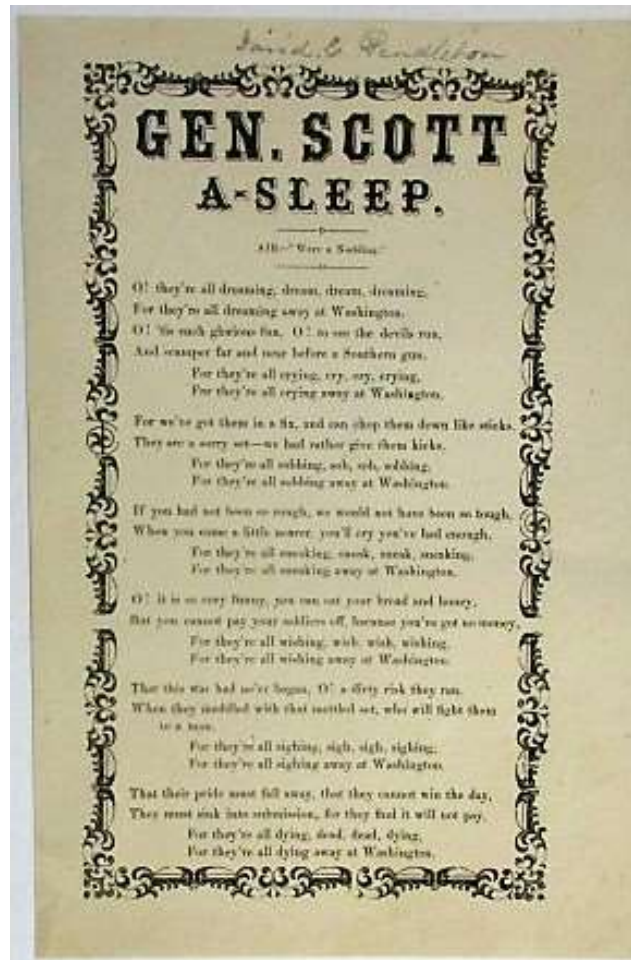 David C Pendleton
GEN. SCOTT
A-SLEEP.
AIR—"Were a Nodding."
O! they're all dreaming, dream, dream, dreaming,
For they're all dreaming away at Washington.
O! 'tis such glorious fun, O! to see the devils run,
And scamper far and near before a Southern gun.
For they're all crying, cry, cry, crying,
For they're all crying away at Washington.
For we've got them in a fix, and can chop them down like sticks.
They are a sorry set—we had rather give them kicks.
For they're all sobbing, sob, sob, sobbing,
For they're all sobbing away at Washington.
If you had not been so rough, we would not have been so tough,
When you come a little nearer, you'll cry you've had enough,
For they're all sneaking, sneak, sneak, sneaking,
For they're all sneaking away at Washington.
O! it is so very funny, you can eat your bread and honey,
But you cannot pay your soldiers off, because you've got no money,
For they're all wishing, wish, wish, wishing,
For they're all wishing away at Washington.
That this war had ne'er began, O! a dirty risk they run,
When they meddled with that mettled set, who will fight them
to a man.
For they're all sighing, sigh, sigh, sighing,
For they're all sighing away at Washington.
That their pride must fall away, that they cannot win the day,
They must sink into submission, for they find it will not pay.
For they're all dying, dead, dead, dying,
For they're all dying away at Washington.